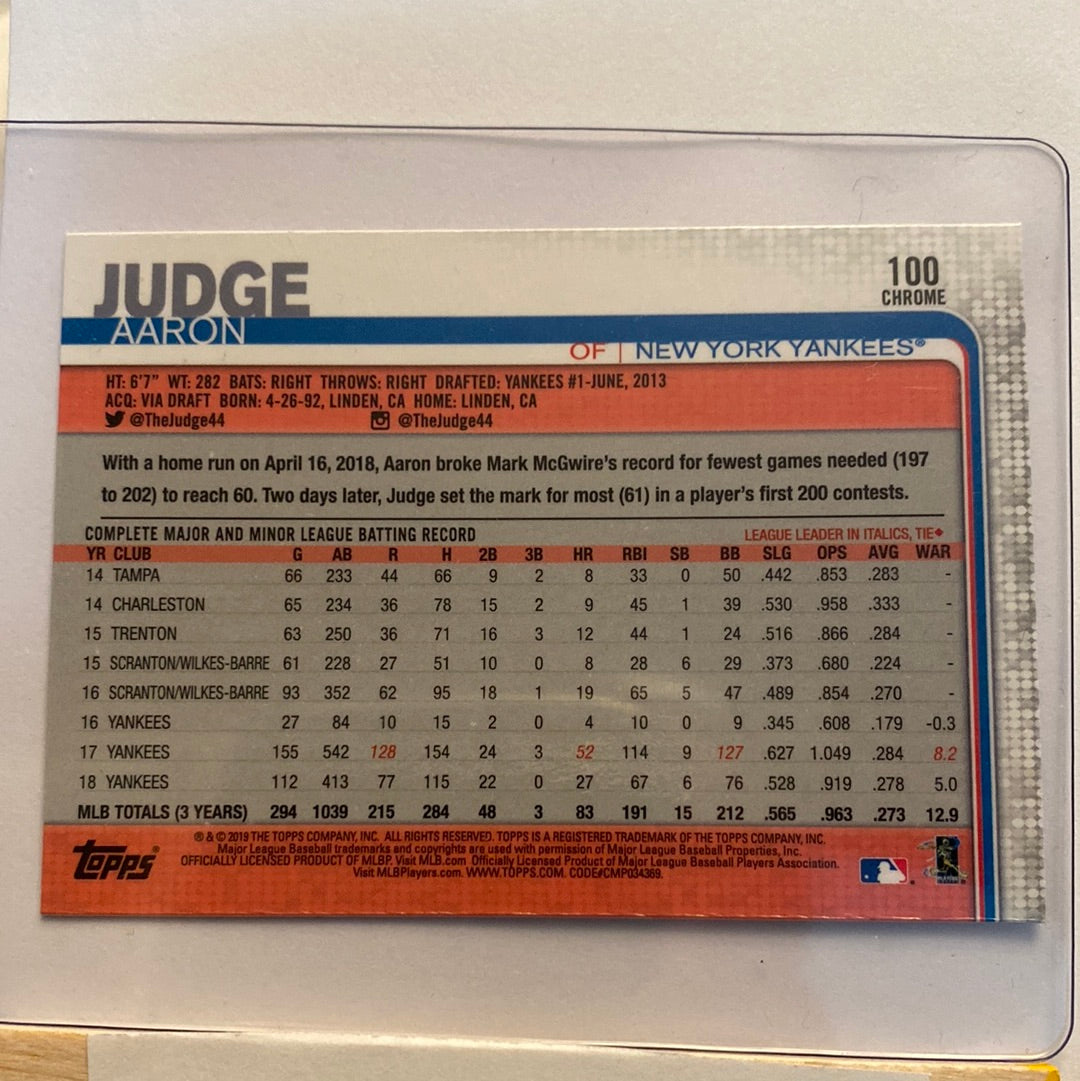 JUDGE
100
CHROME
AARON
OF | NEW YORK YANKEES®
HT: 6'7" WT: 282 BATS: RIGHT THROWS: RIGHT DRAFTED: YANKEES #1-JUNE, 2013
ACQ: VIA DRAFT BORN: 4-26-92, LINDEN, CA HOME: LINDEN, CA
@TheJudge44 @TheJudge44
With a home run on April 16, 2018, Aaron broke Mark McGwire's record for fewest games needed (197
to 202) to reach 60. Two days later, Judge set the mark for most (61) in a player's first 200 contests.
COMPLETE MAJOR AND MINOR LEAGUE BATTING RECORD LEAGUE LEADER IN ITALICS, TIE◆
YR CLUB G AB R H 2B 3B HR RBI SB BB SLG OPS AVG WAR
14 TAMPA 66 233 44 66 9 2 8 33 0 50 .442 .853 .283 -
14 CHARLESTON 65 234 36 78 15 2 9 45 1 39 .530 .958 .333 -
15 TRENTON 63 250 36 71 16 3 12 44 1 24 .516 .866 .284 -
15 SCRANTON/WILKES-BARRE 61 228 27 51 10 0 8 28 6 29 .373 .680 .224 -
16 SCRANTON/WILKES-BARRE 93 352 62 95 18 1 19 65 5 47 .489 .854 .270 -
16 YANKEES 27 84 10 15 2 0 4 10 0 9 .345 .608 .179 -0.3
17 YANKEES 155 542 128 154 24 3 52 114 9 127 .627 1.049 .284 8.2
18 YANKEES 112 413 77 115 22 0 27 67 6 76 .528 .919 .278 5.0
MLB TOTALS (3 YEARS) 294 1039 215 284 48 3 83 191 15 212 .565 .963 .273 12.9
topps®
® & © 2019 THE TOPPS COMPANY, INC. ALL RIGHTS RESERVED. TOPPS IS A REGISTERED TRADEMARK OF THE TOPPS COMPANY, INC.
Major League Baseball trademarks and copyrights are used with permission of Major League Baseball Properties, Inc.
OFFICIALLY LICENSED PRODUCT OF MLBP. Visit MLB.com Officially Licensed Product of Major League Baseball Players Association.
Visit MLBPlayers.com. WWW.TOPPS.COM. CODE#CMP034369.